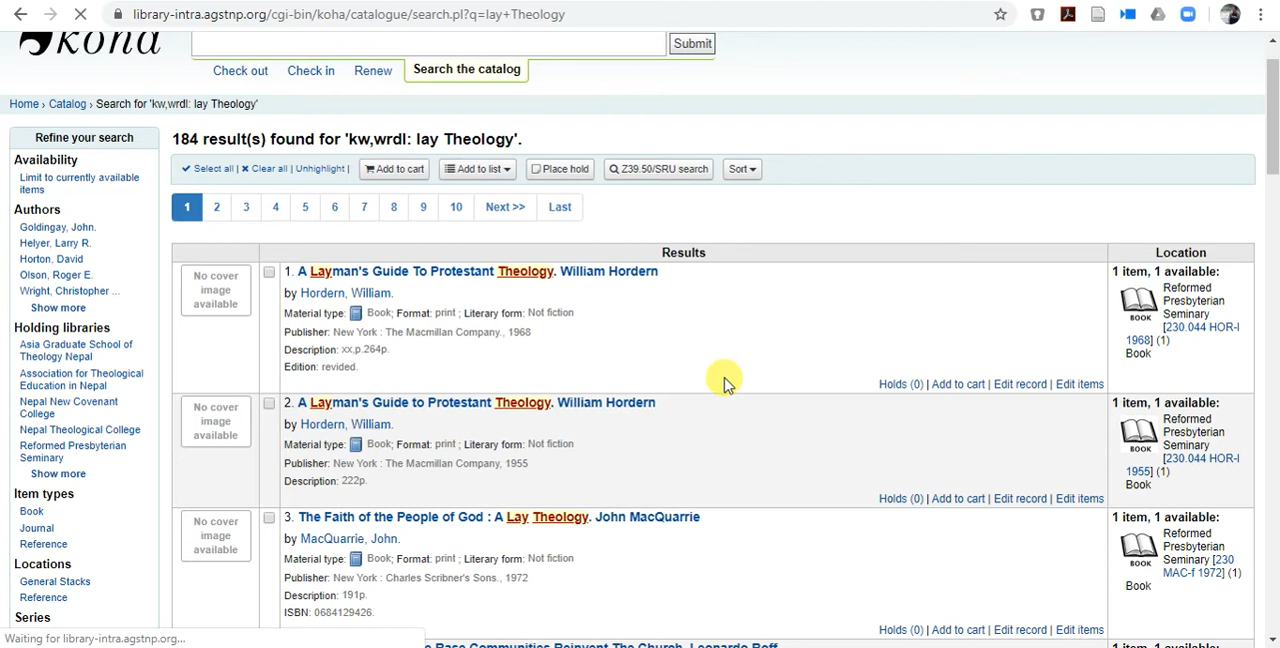 library-intra.agstnp.org/cgi-bin/koha/catalogue/search.pl?q=lay+Theology
koha
Submit
Check out
Check in
Renew
Search the catalog
Home › Catalog › Search for 'kw,wrdl: lay Theology'
Refine your search
Availability
Limit to currently available
items
Authors
Goldingay, John.
Helyer, Larry R.
Horton, David
Olson, Roger E.
Wright, Christopher ...
Show more
Holding libraries
Asia Graduate School of
Theology Nepal
Association for Theological
Education in Nepal
Nepal New Covenant
College
Nepal Theological College
Reformed Presbyterian
Seminary
Show more
Item types
Book
Journal
Reference
Locations
General Stacks
Reference
Series
184 result(s) found for 'kw,wrdl: lay Theology'.
Select all | Clear all | Unhighlight |
Add to cart
Add to list
Place hold
Z39.50/SRU search
Sort
1 2 3 4 5 6 7 8 9 10 Next >> Last
Results
Location
No cover
image
available
1. A Layman's Guide To Protestant Theology. William Hordern
by Hordern, William.
Material type: Book; Format: print ; Literary form: Not fiction
Publisher: New York : The Macmillan Company., 1968
Description: xx,p.264p.
Edition: revided.
Holds (0) | Add to cart | Edit record | Edit items
1 item, 1 available:
Reformed
Presbyterian
Seminary
[230.044 HOR-l
1968] (1)
BOOK
Book
No cover
image
available
2. A Layman's Guide to Protestant Theology. William Hordern
by Hordern, William.
Material type: Book; Format: print ; Literary form: Not fiction
Publisher: New York : The Macmillan Company, 1955
Description: 222p.
Holds (0) | Add to cart | Edit record | Edit items
1 item, 1 available:
Reformed
Presbyterian
Seminary
[230.044 HOR-l
1955] (1)
BOOK
Book
No cover
image
available
3. The Faith of the People of God : A Lay Theology. John MacQuarrie
by MacQuarrie, John.
Material type: Book; Format: print ; Literary form: Not fiction
Publisher: New York : Charles Scribner's Sons., 1972
Description: 191p.
ISBN: 0684129426.
Holds (0) | Add to cart | Edit record | Edit items
1 item, 1 available:
Reformed
Presbyterian
Seminary [230
MAC-f 1972] (1)
BOOK
Book
Base Communities Reinvent The Church. Leonardo Boff
1 item, 1 available:
Waiting for library-intra.agstnp.org...